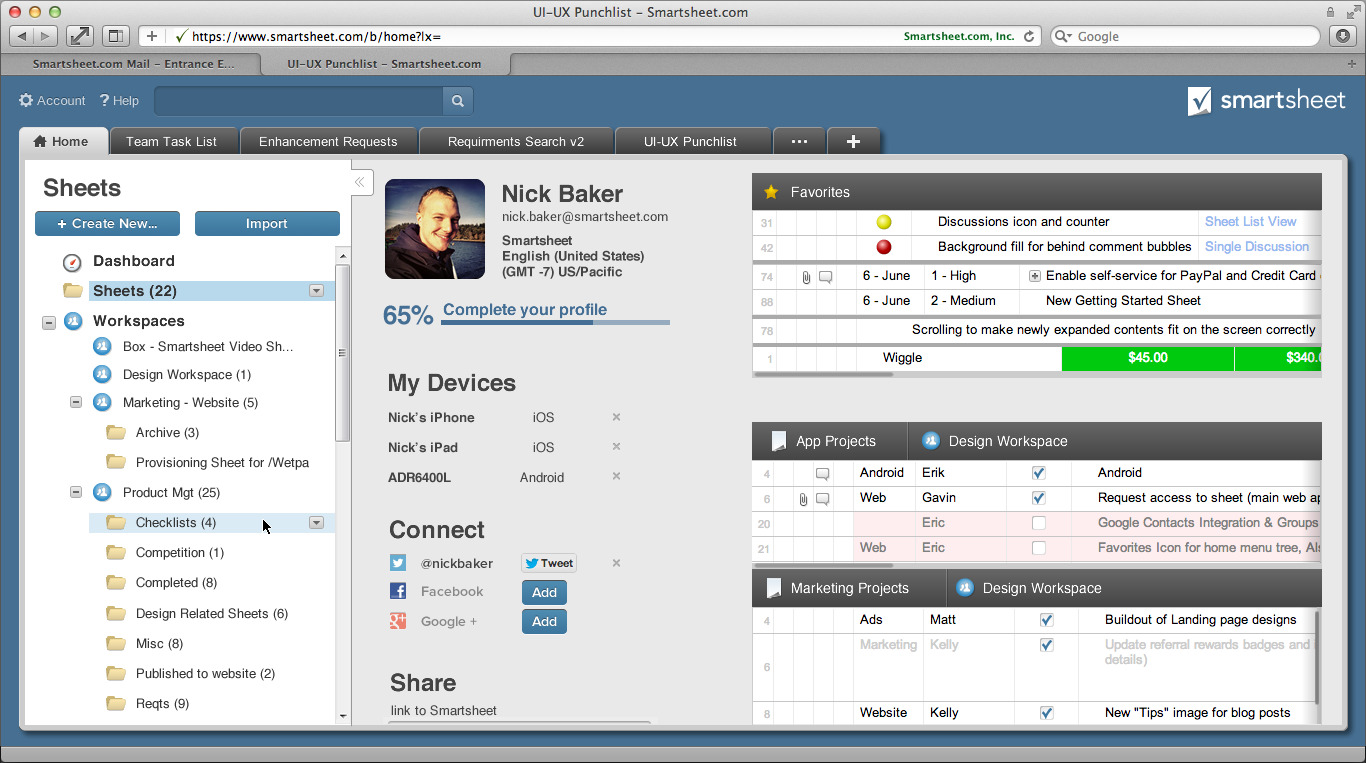 UI-UX Punchlist – Smartsheet.com
https://www.smartsheet.com/b/home?lx=
Smartsheet.com, Inc.
Google
Smartsheet.com Mail – Entrance E...
UI-UX Punchlist – Smartsheet.com
Account
? Help
smartsheet
Home
Team Task List
Enhancement Requests
Requirments Search v2
UI-UX Punchlist
...
+
Sheets
+ Create New...
Import
Dashboard
Sheets (22)
Workspaces
Box - Smartsheet Video Sh...
Design Workspace (1)
Marketing - Website (5)
Archive (3)
Provisioning Sheet for /Wetpa
Product Mgt (25)
Checklists (4)
Competition (1)
Completed (8)
Design Related Sheets (6)
Misc (8)
Published to website (2)
Reqts (9)
Nick Baker
nick.baker@smartsheet.com
Smartsheet
English (United States)
(GMT -7) US/Pacific
65% Complete your profile
My Devices
Nick's iPhone iOS ×
Nick's iPad iOS ×
ADR6400L Android ×
Connect
@nickbaker Tweet ×
Facebook Add
Google + Add
Share
link to Smartsheet
Favorites
31 Discussions icon and counter Sheet List View
42 Background fill for behind comment bubbles Single Discussion
74 6 - June 1 - High Enable self-service for PayPal and Credit Card
88 6 - June 2 - Medium New Getting Started Sheet
78 Scrolling to make newly expanded contents fit on the screen correctly
1 Wiggle $45.00 $340.0
App Projects Design Workspace
4 Android Erik Android
6 Web Gavin Request access to sheet (main web ap
20 Eric Google Contacts Integration & Groups
21 Web Eric Favorites Icon for home menu tree, Als
Marketing Projects Design Workspace
4 Ads Matt Buildout of Landing page designs
6 Marketing Kelly Update referral rewards badges and
details)
8 Website Kelly New "Tips" image for blog posts